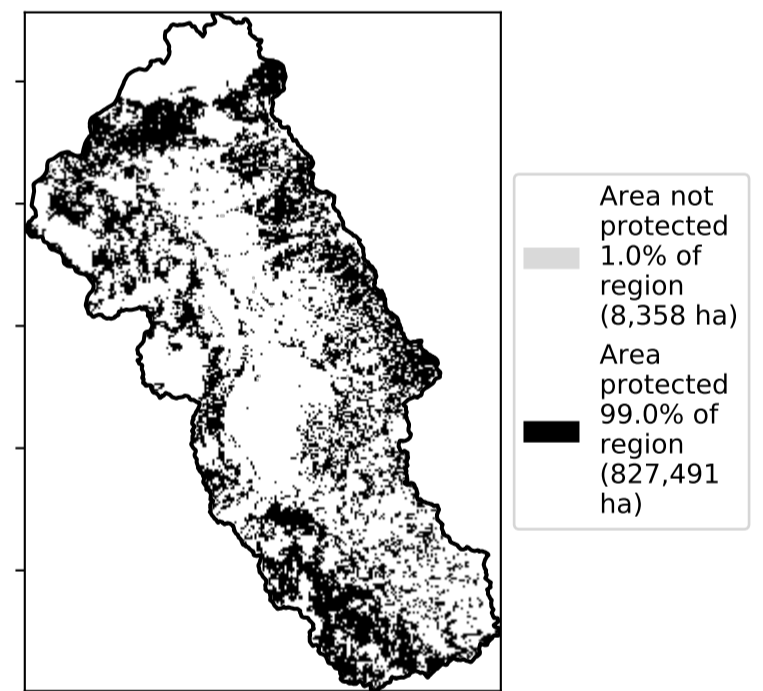 Area not
protected
1.0% of
region
(8,358 ha)
Area
protected
99.0% of
region
(827,491
ha)